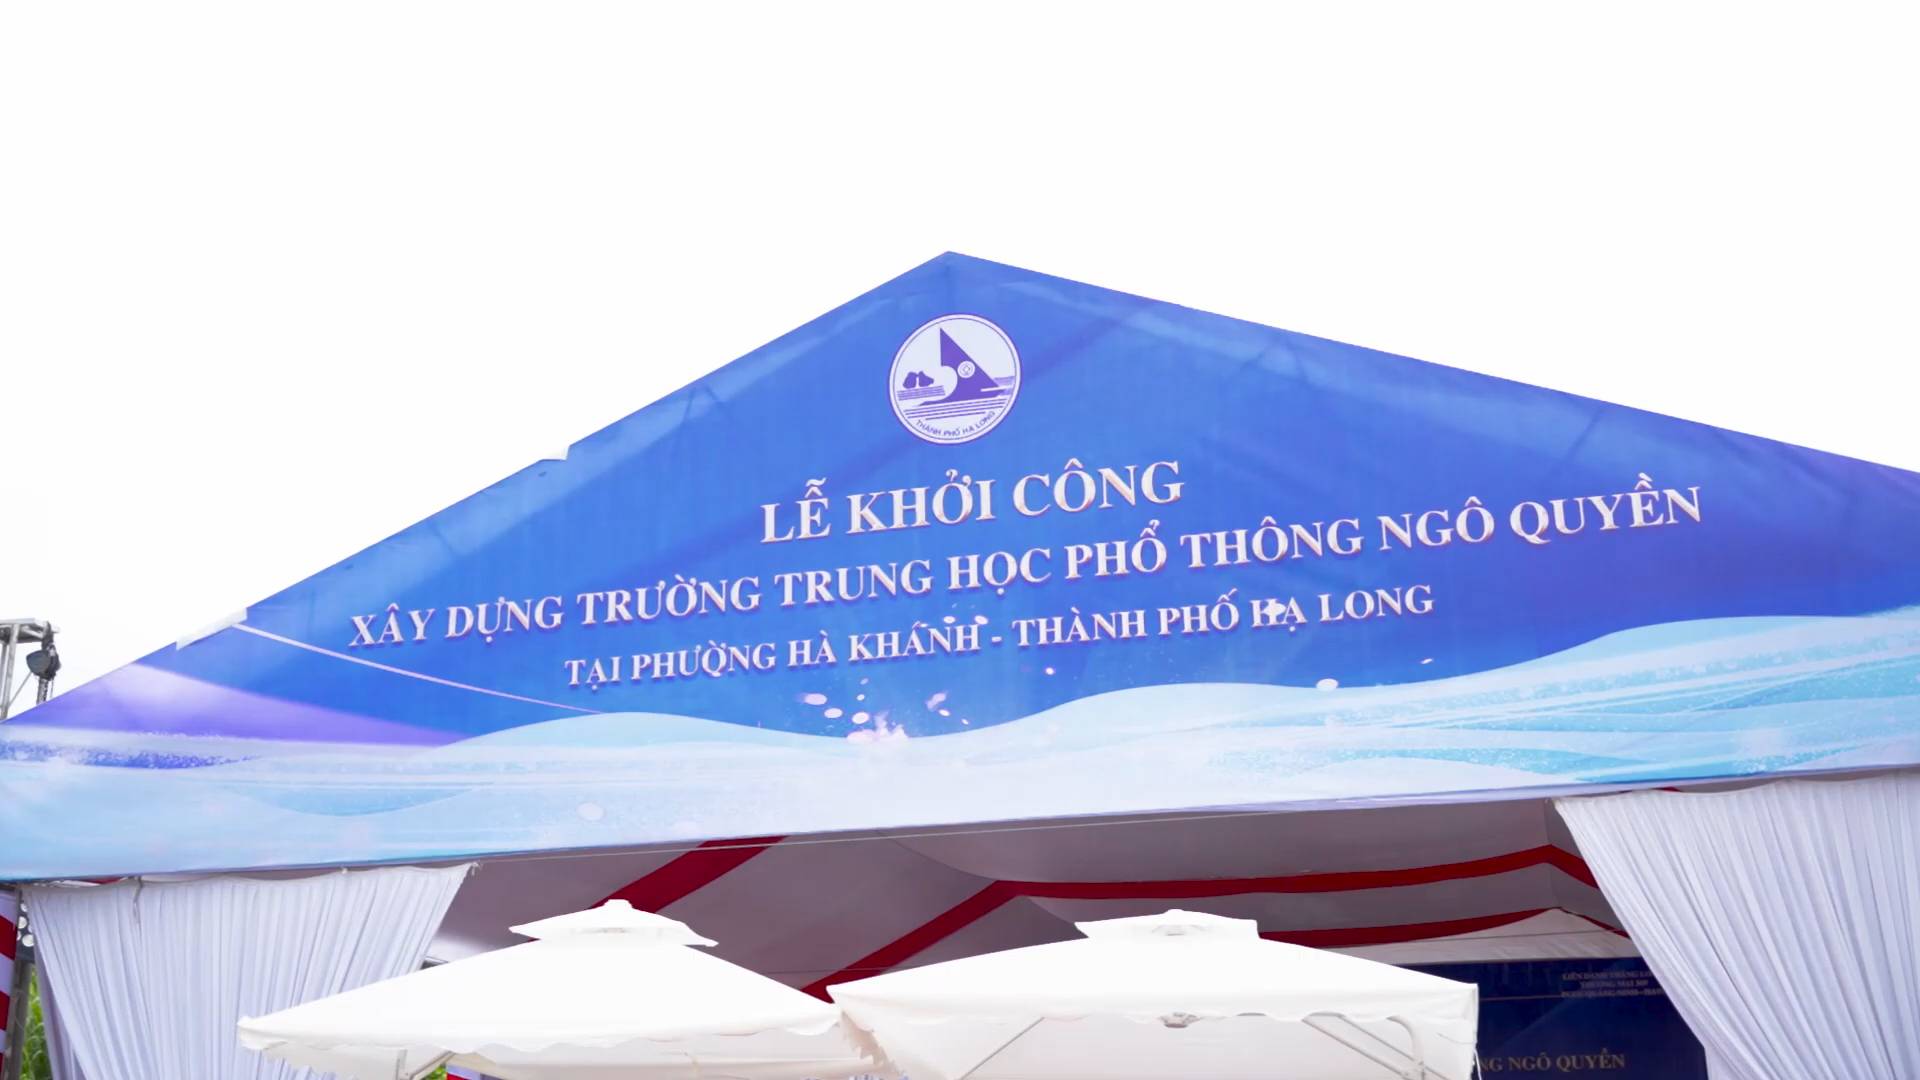 THÀNH PHỐ HẠ LONG
LỄ KHỞI CÔNG
XÂY DỰNG TRƯỜNG TRUNG HỌC PHỔ THÔNG NGÔ QUYỀN
TẠI PHƯỜNG HÀ KHÁNH - THÀNH PHỐ HẠ LONG
NGÔ QUYỀN